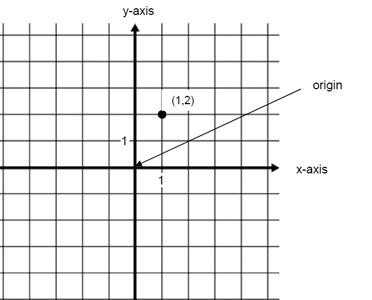 y-axis
origin
(1,2)
1
x-axis
1